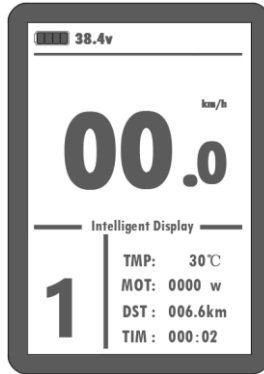 38.4v
km/h
00.0
Intelligent Display
1
TMP: 30℃
MOT: 0000 w
DST : 006.6km
TIM : 000:02